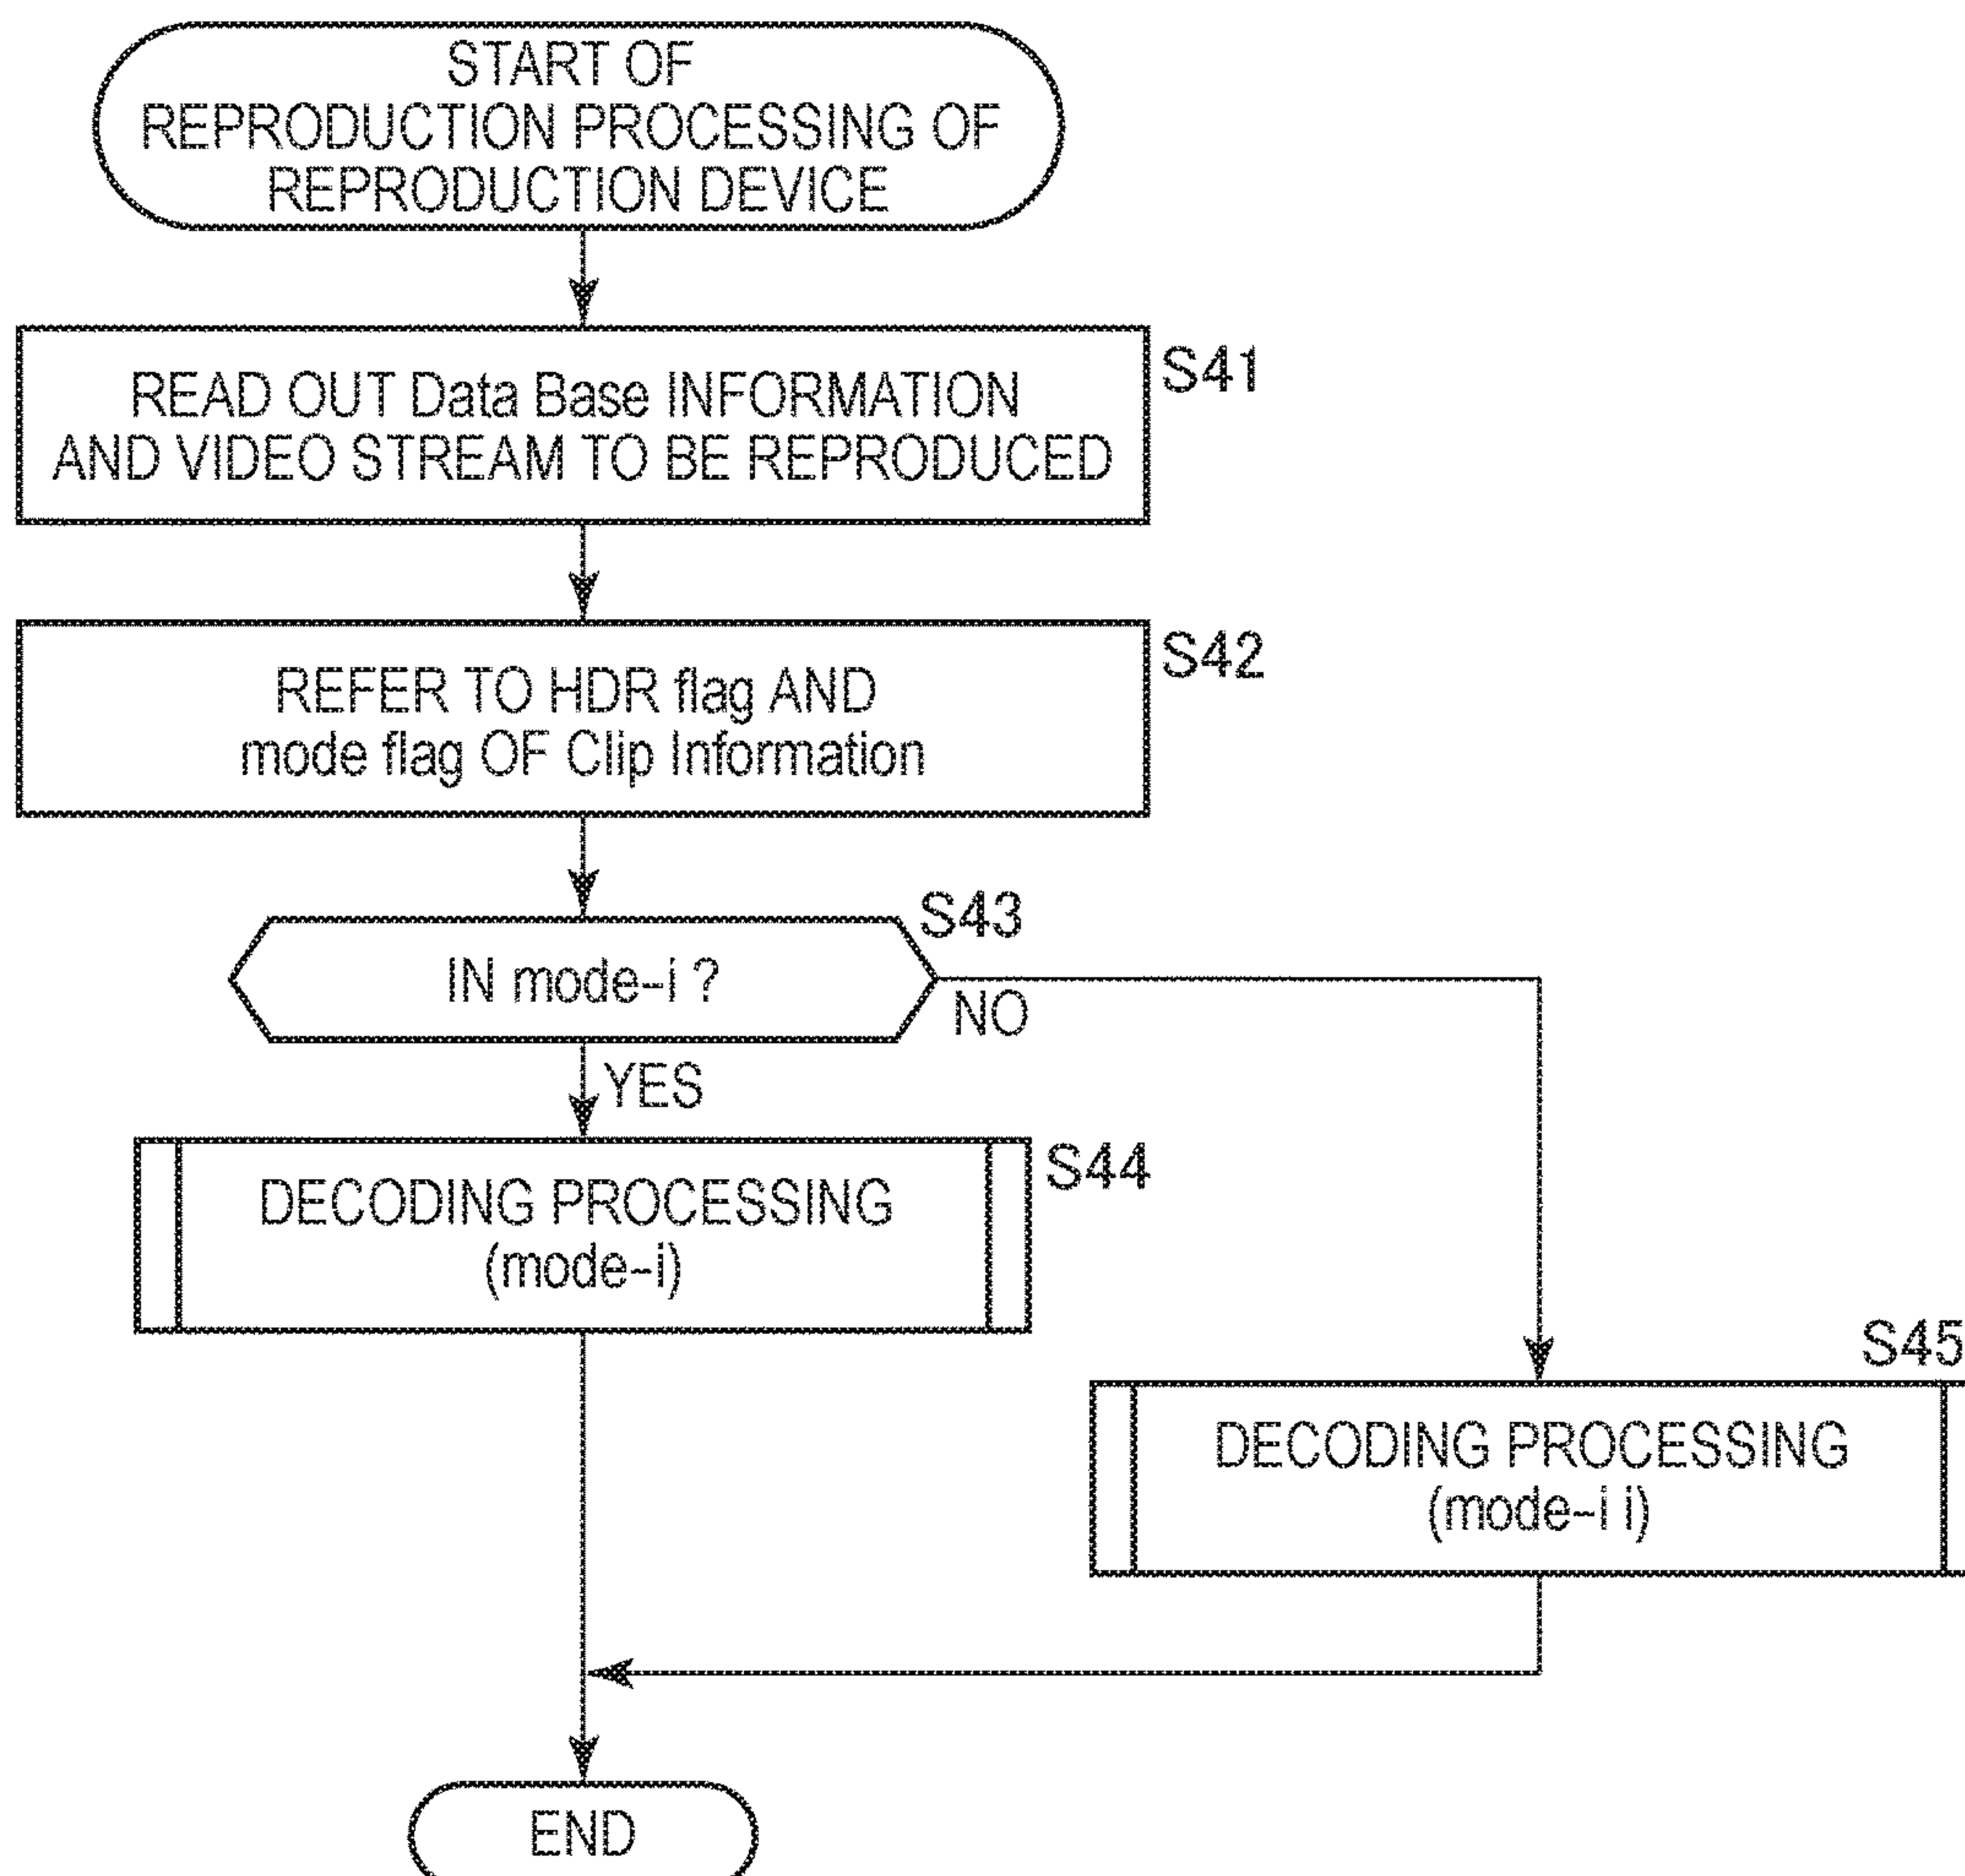 START OF
REPRODUCTION PROCESSING OF
REPRODUCTION DEVICE
S41
READ OUT Data Base INFORMATION
AND VIDEO STREAM TO BE REPRODUCED
S42
REFER TO HDR flag AND
mode flag OF Clip Information
S43
IN mode-i ?
NO
YES
S44
DECODING PROCESSING
(mode-i)
S45
DECODING PROCESSING
(mode-i i)
END